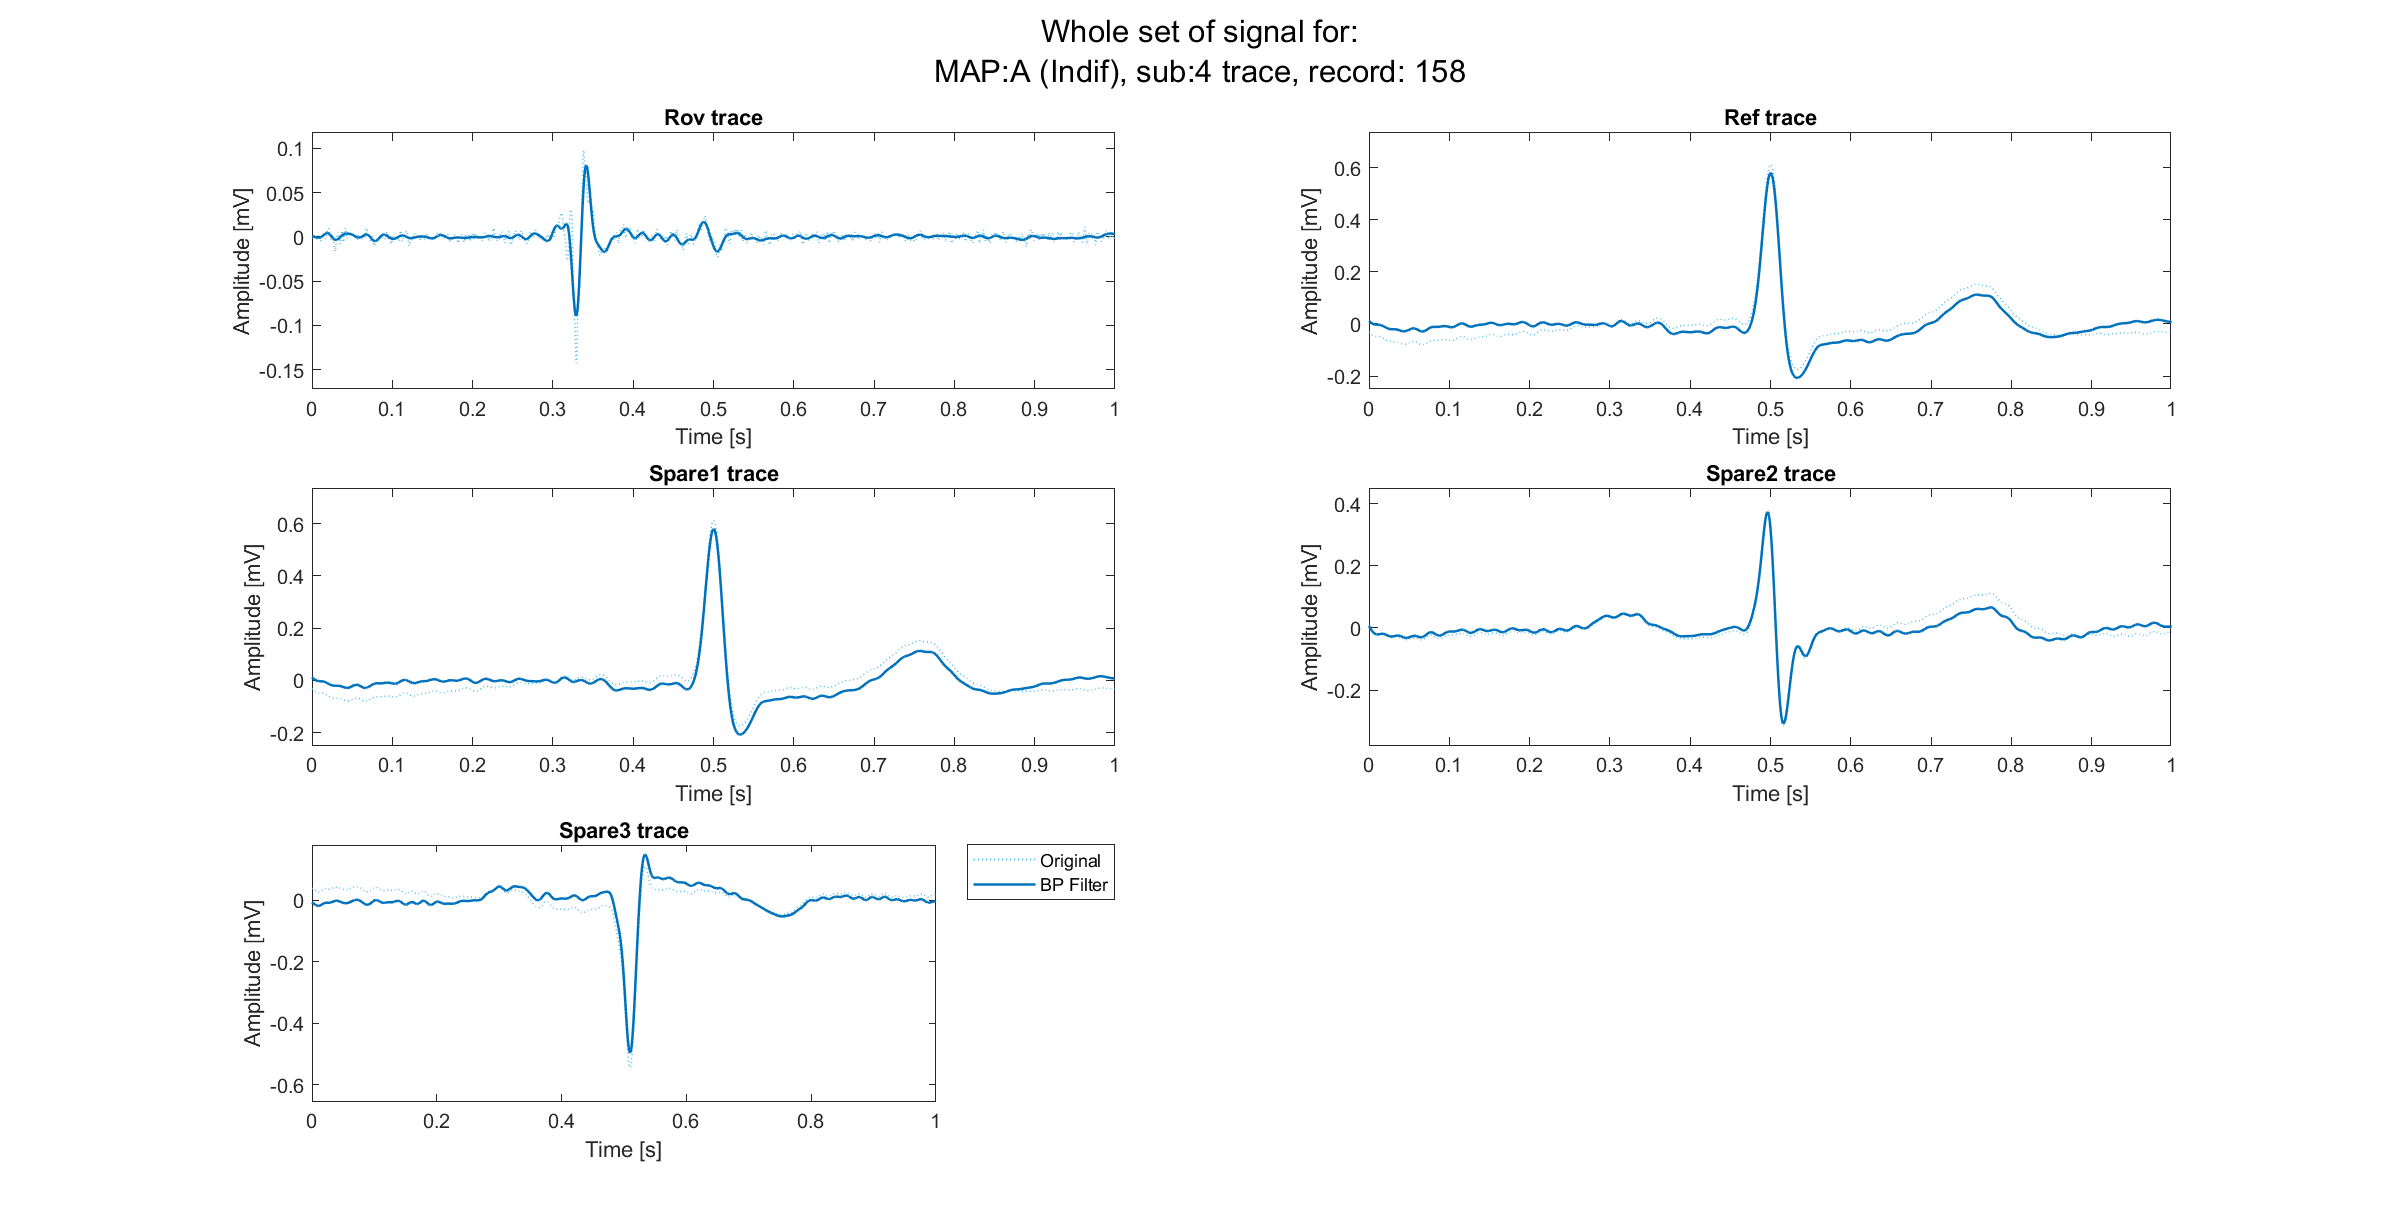 Whole set of signal for:
MAP:A (Indif), sub:4 trace, record: 158
Rov trace
0.1
0.05
0
-0.05
-0.1
-0.15
Amplitude [mV]
0 0.1 0.2 0.3 0.4 0.5 0.6 0.7 0.8 0.9 1
Time [s]
Ref trace
0.6
0.4
0.2
0
-0.2
Amplitude [mV]
0 0.1 0.2 0.3 0.4 0.5 0.6 0.7 0.8 0.9 1
Time [s]
Spare1 trace
0.6
0.4
0.2
0
-0.2
Amplitude [mV]
0 0.1 0.2 0.3 0.4 0.5 0.6 0.7 0.8 0.9 1
Time [s]
Spare2 trace
0.4
0.2
0
-0.2
Amplitude [mV]
0 0.1 0.2 0.3 0.4 0.5 0.6 0.7 0.8 0.9 1
Time [s]
Spare3 trace
0
-0.2
-0.4
-0.6
Amplitude [mV]
0 0.2 0.4 0.6 0.8 1
Time [s]
Original
BP Filter